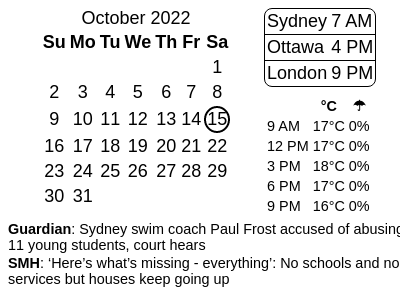 October 2022
Su Mo Tu We Th Fr Sa
1
2 3 4 5 6 7 8
9 10 11 12 13 14 15
16 17 18 19 20 21 22
23 24 25 26 27 28 29
30 31
Sydney 7 AM
Ottawa 4 PM
London 9 PM
°C ☂
9 AM 17°C 0%
12 PM 17°C 0%
3 PM 18°C 0%
6 PM 17°C 0%
9 PM 16°C 0%
Guardian: Sydney swim coach Paul Frost accused of abusing
11 young students, court hears
SMH: ‘Here’s what’s missing - everything’: No schools and no
services but houses keep going up